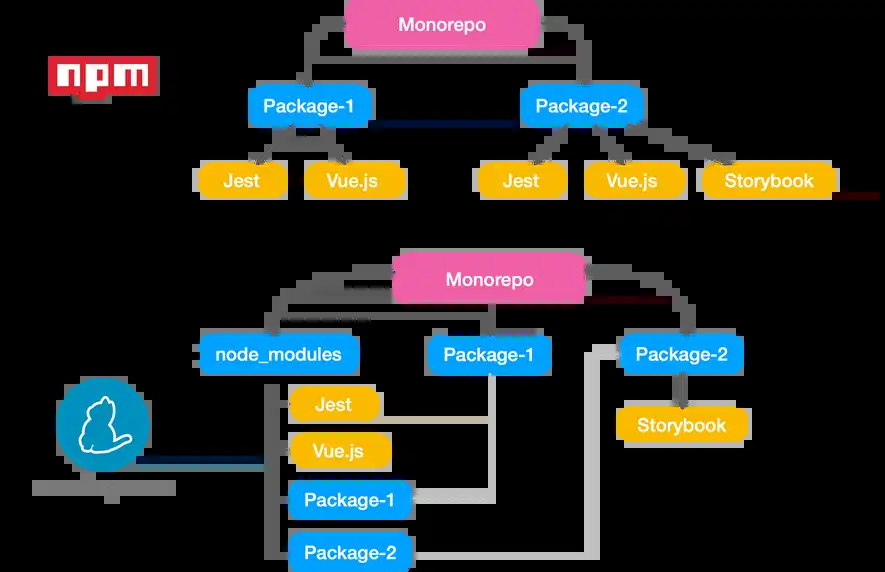 Monorepo
npm
Package-1
Package-2
Jest
Vue.js
Jest
Vue.js
Storybook
Monorepo
node_modules
Package-1
Package-2
Jest
Storybook
Vue.js
Package-1
Package-2